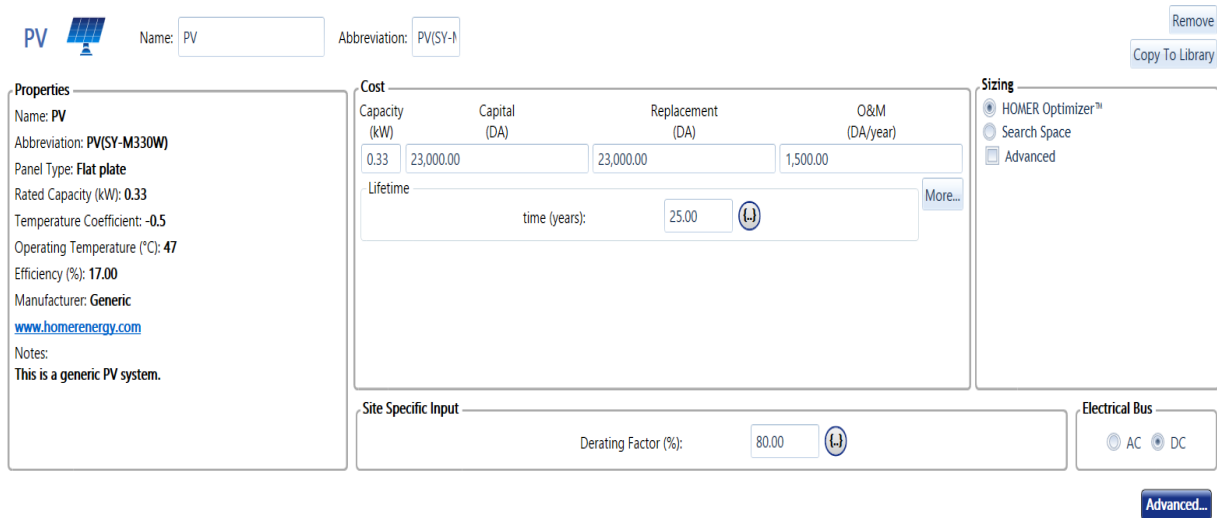 PV
Name: PV
Abbreviation: PV(SY-M
Remove
Copy To Library
Properties
Name: PV
Abbreviation: PV(SY-M330W)
Panel Type: Flat plate
Rated Capacity (kW): 0.33
Temperature Coefficient: -0.5
Operating Temperature (°C): 47
Efficiency (%): 17.00
Manufacturer: Generic
www.homerenergy.com
Notes:
This is a generic PV system.
Cost
Capacity Capital Replacement O&M
(kW) (DA) (DA) (DA/year)
0.33 23,000.00 23,000.00 1,500.00
Lifetime
time (years): 25.00 {..}
More...
Sizing
HOMER Optimizer™
Search Space
Advanced
Site Specific Input
Derating Factor (%): 80.00 {..}
Electrical Bus
AC DC
Advanced...